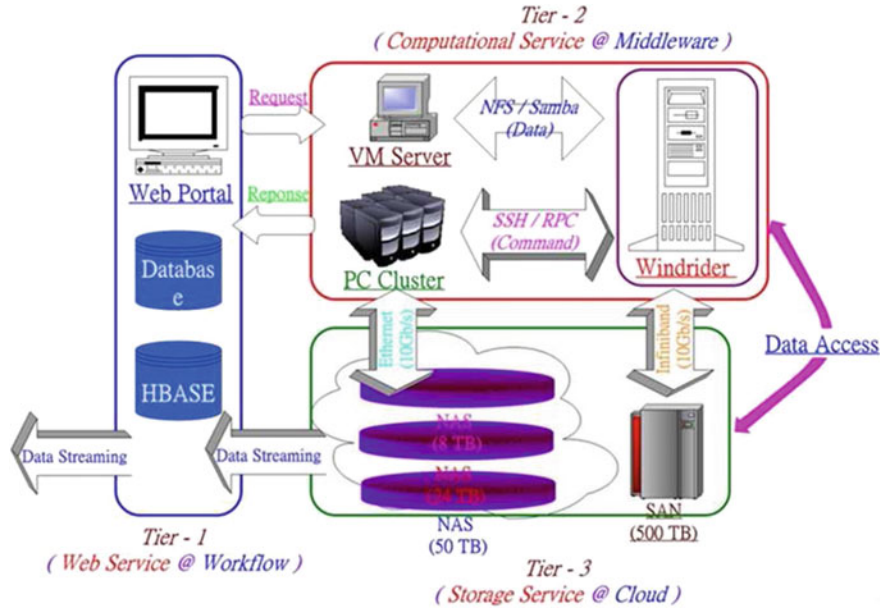 Tier - 2
( Computational Service @ Middleware )
Request
Reponse
Web Portal
Databas
e
HBASE
VM Server
NFS / Samba
(Data)
PC Cluster
SSH / RPC
(Command)
Windrider
Ethernet
(10Gb/s)
Infiniband
(10Gb/s)
Data Access
NAS
(8 TB)
NAS
(24 TB)
NAS
(50 TB)
SAN
(500 TB)
Data Streaming
Data Streaming
Tier - 1
( Web Service @ Workflow )
Tier - 3
( Storage Service @ Cloud )